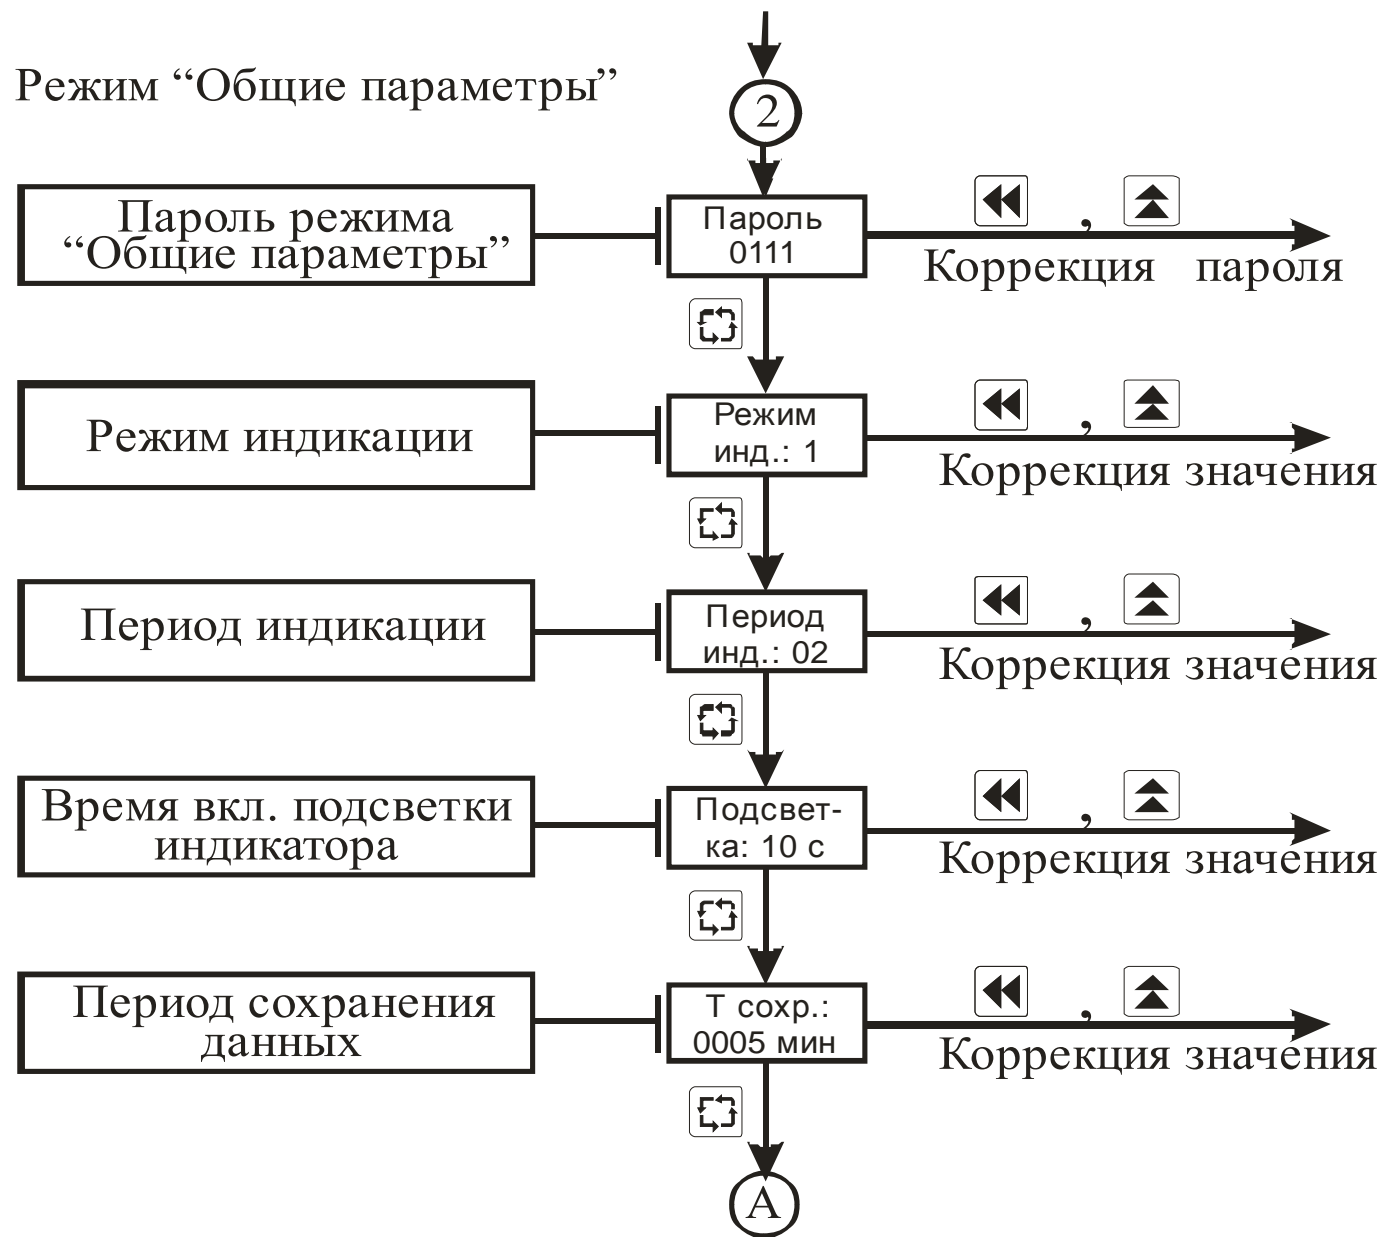 Режим “Общие параметры”
2
Пароль режима
“Общие параметры”
Пароль
0111
,
Коррекция пароля
Режим индикации
Режим
инд.: 1
,
Коррекция значения
Период индикации
Период
инд.: 02
,
Коррекция значения
Время вкл. подсветки
индикатора
Подсвет-
ка: 10 с
,
Коррекция значения
Период сохранения
данных
Т сохр.:
0005 мин
,
Коррекция значения
А